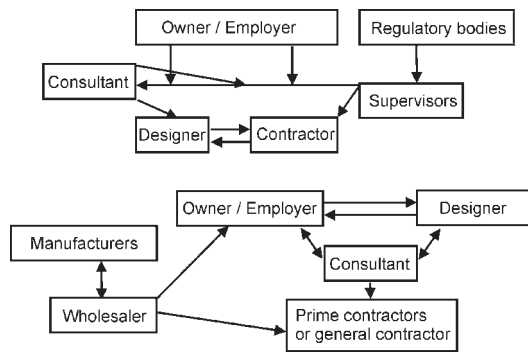 Owner / Employer
Regulatory bodies
Consultant
Supervisors
Designer
Contractor
Owner / Employer
Designer
Manufacturers
Consultant
Wholesaler
Prime contractors
or general contractor